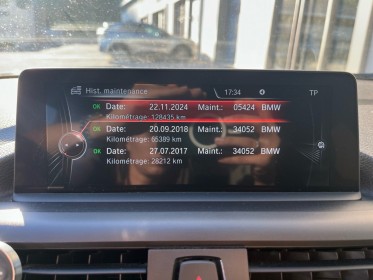 Hist. maintenance 17:34 TP
OK Date: 22.11.2024 Maint.: 05424 BMW
Kilométrage: 128435 km
OK Date: 20.09.2018 Maint.: 34052 BMW
Kilométrage: 65389 km
OK Date: 27.07.2017 Maint.: 34052 BMW
Kilométrage: 28212 km